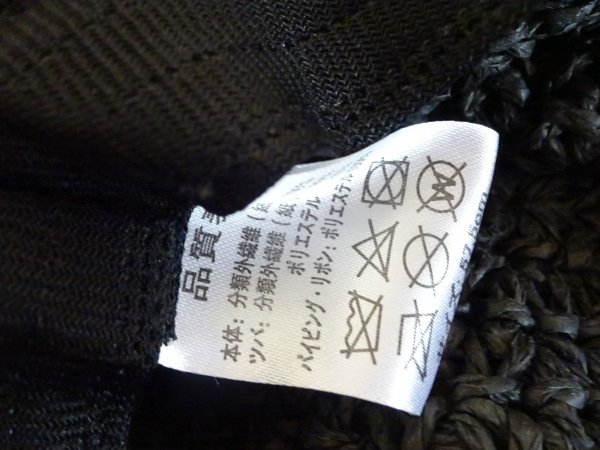 品質
本体: 分類外繊維 (紙
ツバ: 分類外繊維 (紙
ポリエステル
パイピング・リボン: ポリエステル